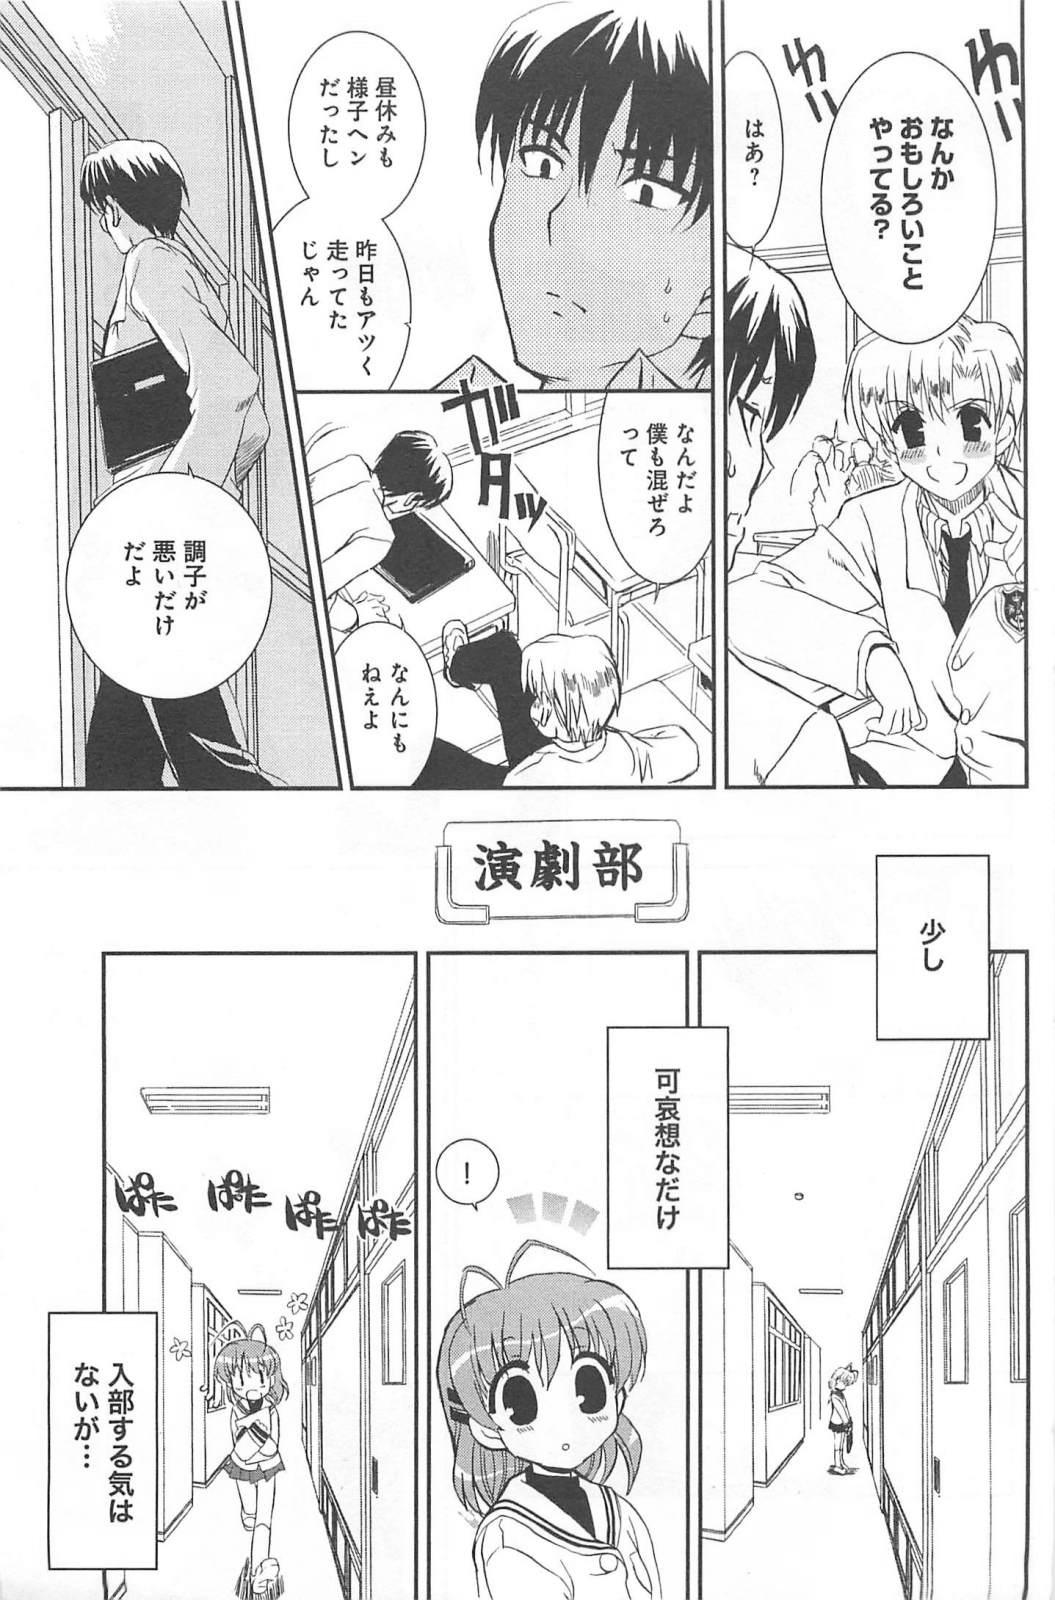 わ
わ
なんか
おもしろいこと
やってる?
はあ?
昼休みも
様子ヘン
だったし
昨日もアツく
走ってた
じゃん
なんだよ
僕も混ぜろ
って
ガタッ
なんにも
ねぇよ
調子が
悪いだけ
だよ
演劇部
少し
可哀想なだけ
!
ぱた
ぱた
ぱた
ぱた
入部する気は
ないが…